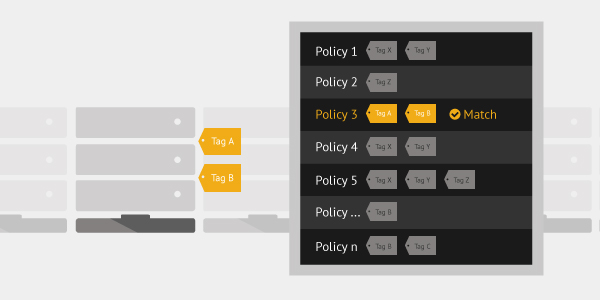 Tag A
Tag B
Policy 1 Tag X Tag Y
Policy 2 Tag Z
Policy 3 Tag A Tag B Match
Policy 4 Tag X Tag Y
Policy 5 Tag X Tag Y Tag Z
Policy ... Tag B
Policy n Tag B Tag C